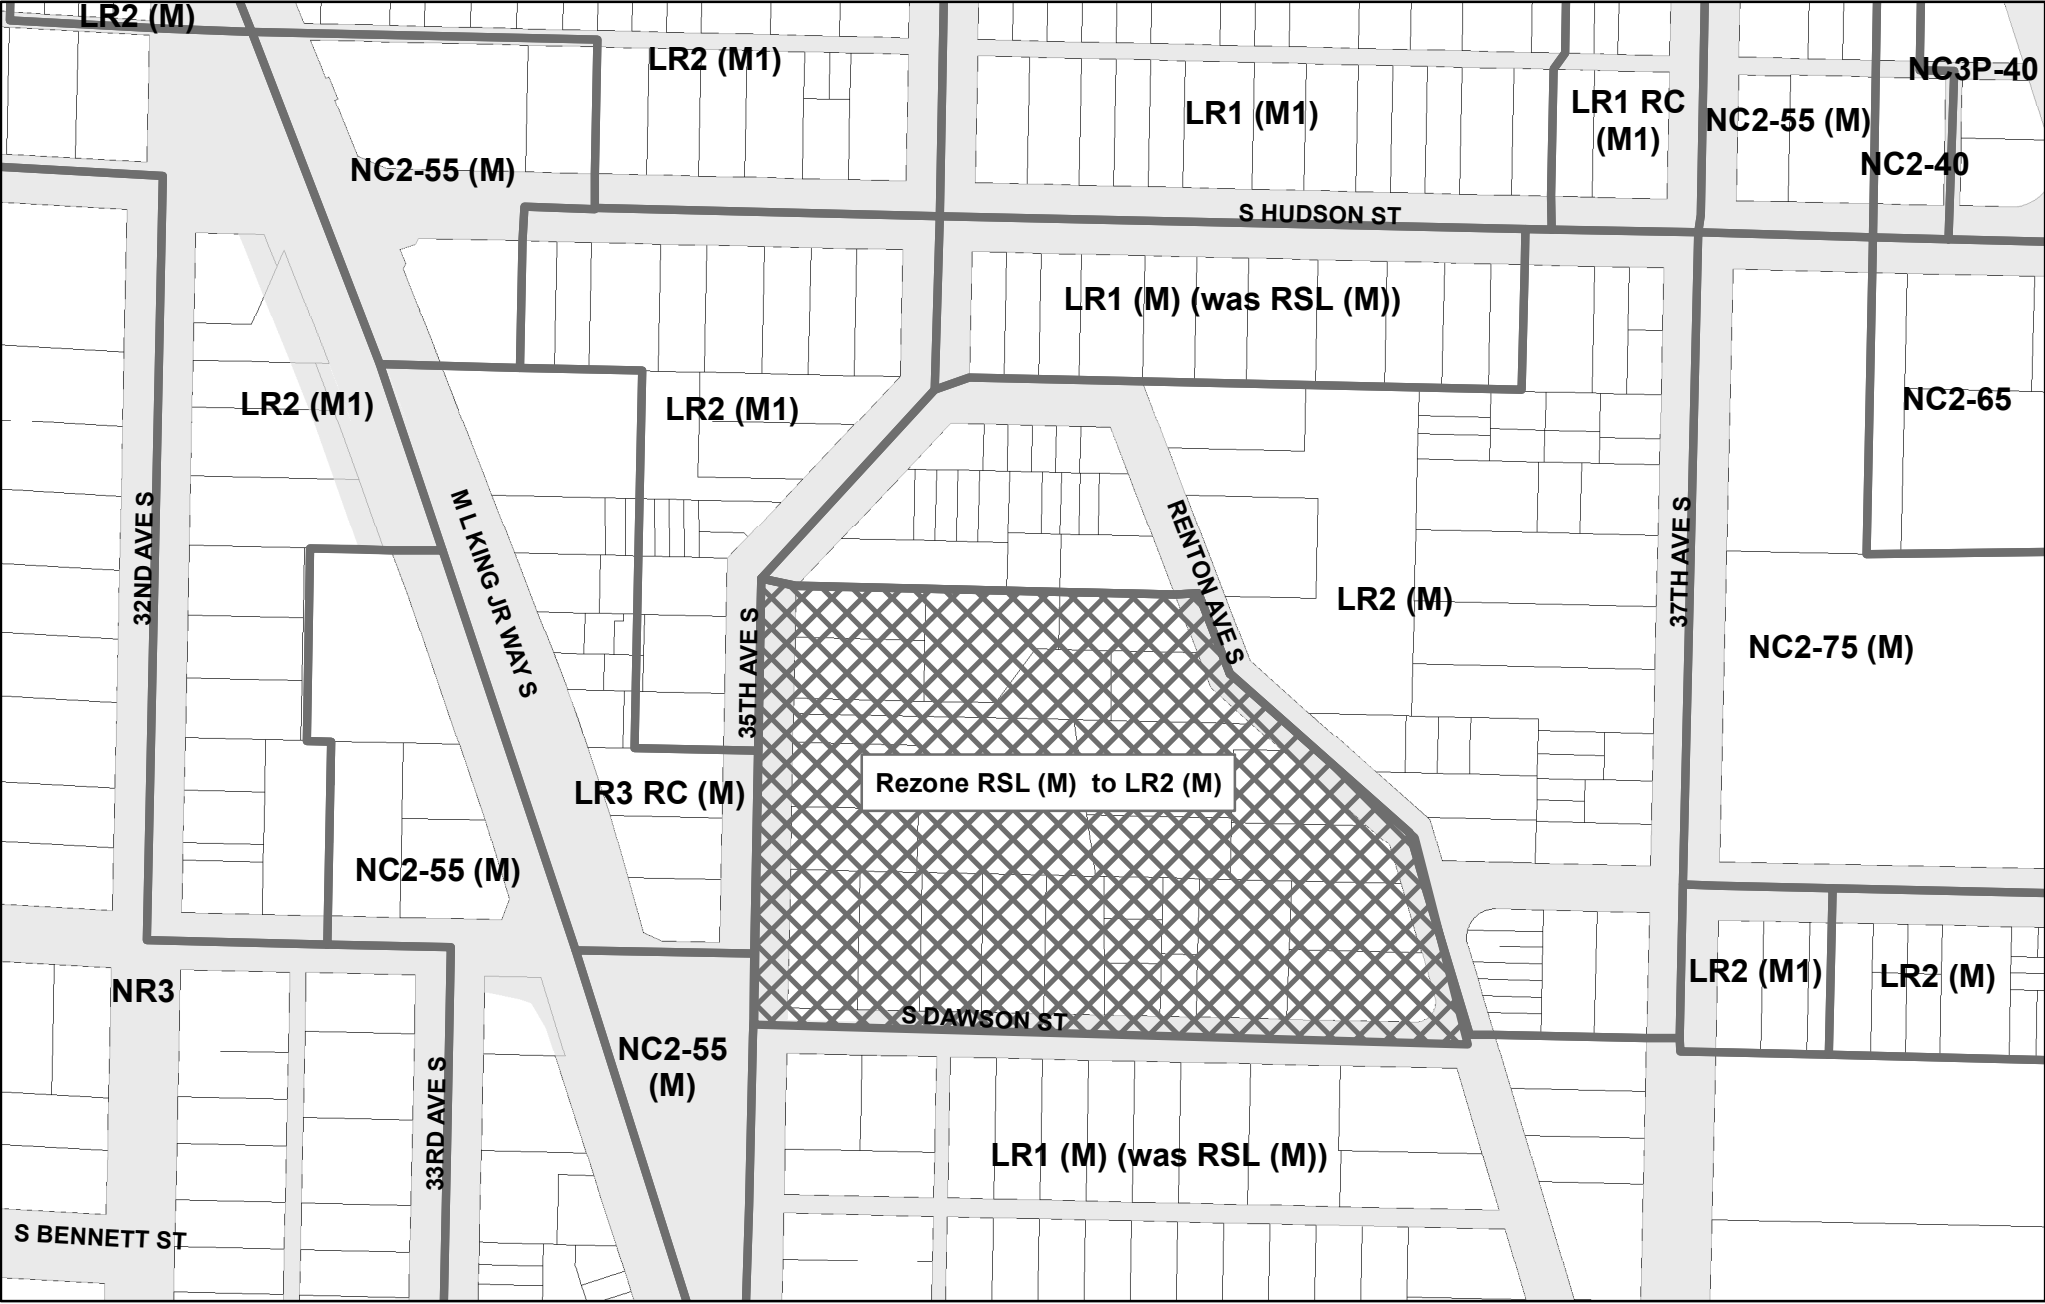 LR2 (M)
LR2 (M1)
NC3P-40
LR1 RC
(M1)
LR1 (M1)
NC2-55 (M)
NC2-40
NC2-55 (M)
S HUDSON ST
LR1 (M) (was RSL (M))
NC2-65
LR2 (M1)
LR2 (M1)
32ND AVE S
M L KING JR WAY S
RENTON AVE S
37TH AVE S
LR2 (M)
35TH AVE S
NC2-75 (M)
Rezone RSL (M) to LR2 (M)
LR3 RC (M)
NC2-55 (M)
LR2 (M1)
LR2 (M)
NR3
S DAWSON ST
NC2-55
(M)
33RD AVE S
LR1 (M) (was RSL (M))
S BENNETT ST